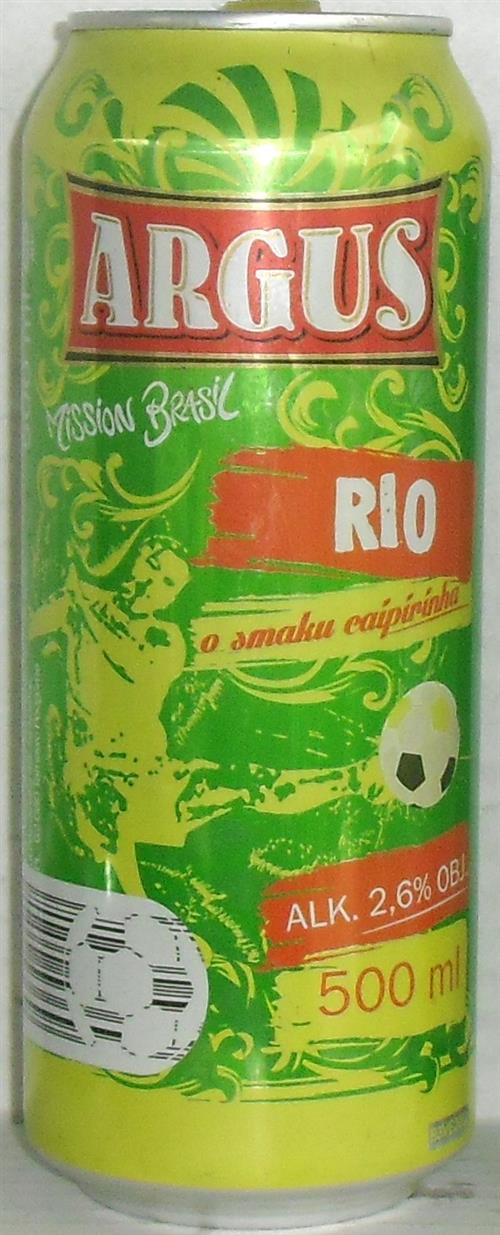 ARGUS
Mission Brasil
RIO
o smaku caipirinha
ALK. 2,6% OBJ.
500 ml